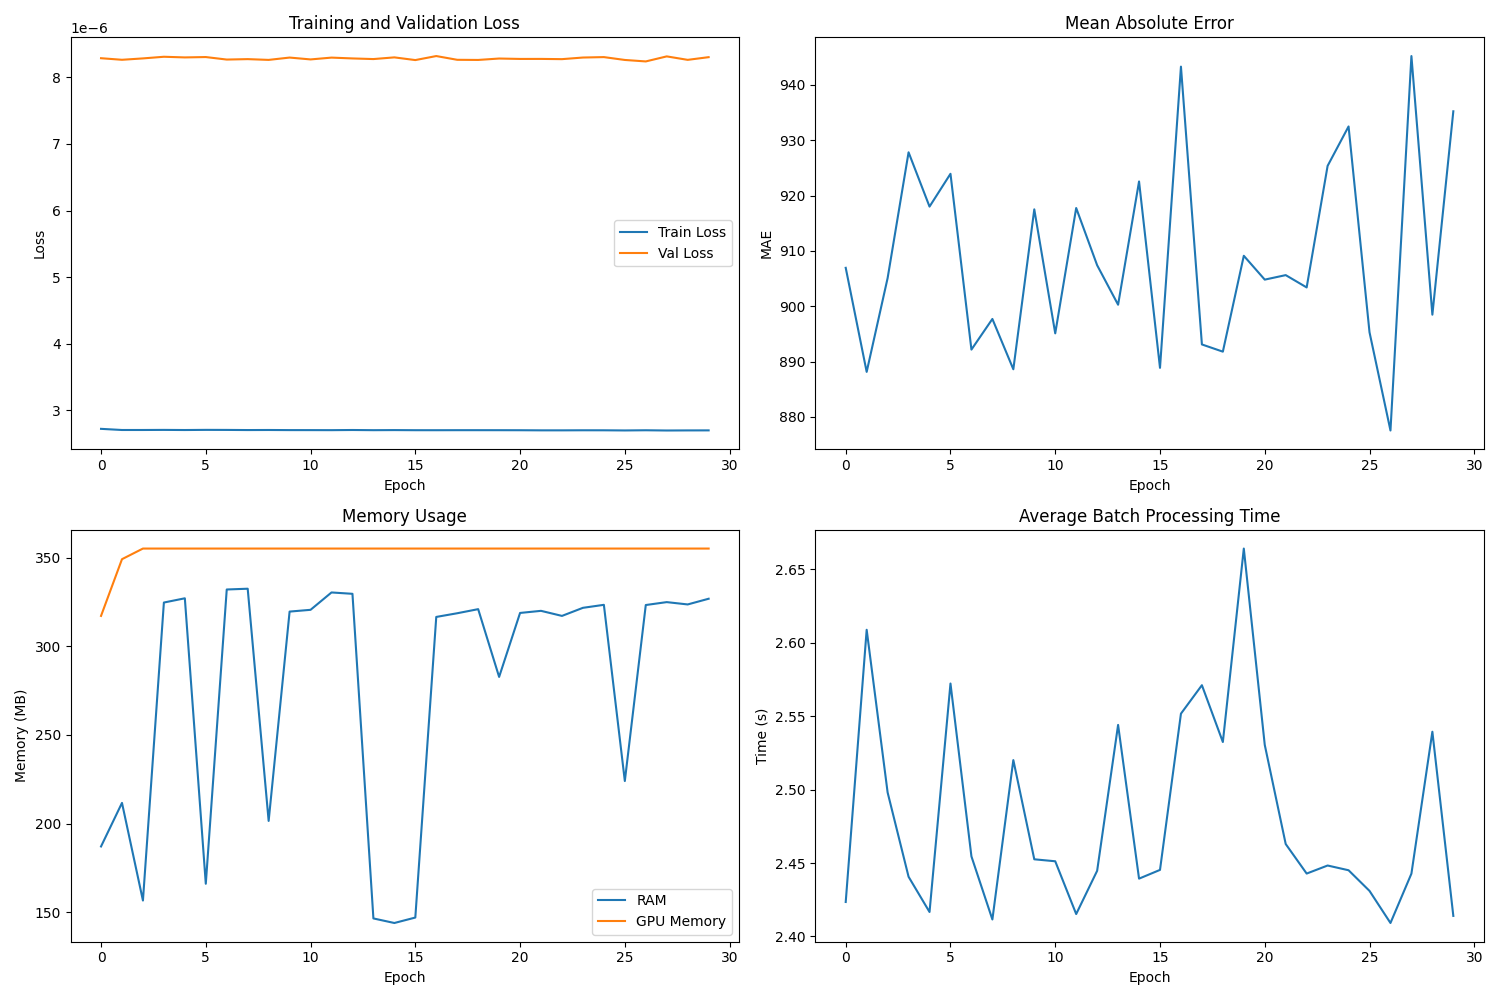 Training and Validation Loss
1e−6
8
7
6
5
4
3
Loss
Train Loss
Val Loss
0 5 10 15 20 25 30
Epoch
Mean Absolute Error
940
930
920
910
900
890
880
MAE
0 5 10 15 20 25 30
Epoch
Memory Usage
350
300
250
200
150
Memory (MB)
RAM
GPU Memory
0 5 10 15 20 25 30
Epoch
Average Batch Processing Time
2.65
2.60
2.55
2.50
2.45
2.40
Time (s)
0 5 10 15 20 25 30
Epoch